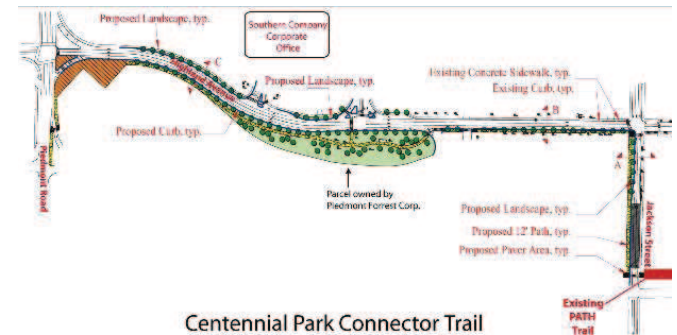 Proposed Landscape, typ.
Southern Company
Corporate
Office
C
Highland Avenue
Proposed Landscape, typ.
Existing Concrete Sidewalk, typ.
Existing Curb, typ.
B
Proposed Curb, typ.
Piedmont Road
A
Parcel owned by
Piedmont Forrest Corp.
Proposed Landscape, typ.
Proposed 12' Path, typ.
Proposed Paver Area, typ.
Jackson Street
Existing
PATH
Trail
Centennial Park Connector Trail